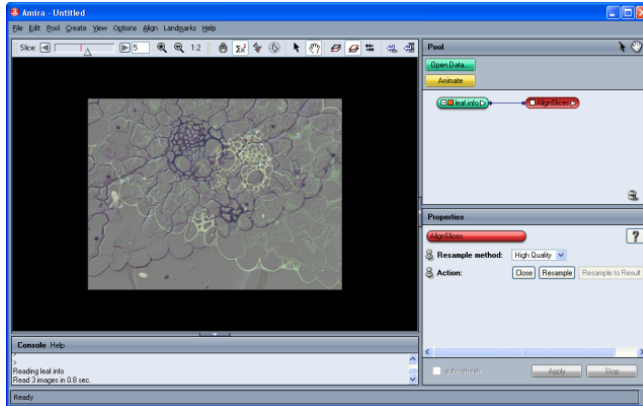 Amira - Untitled
File Edit Pool Create View Options Align Landmarks Help
Slice: 5 1:2
Pool
Open Data...
Animate
leaf.info
AlignSlices
Properties
AlignSlices
?
Resample method: High Quality
Action: Close Resample Resample to Result
Console Help
>
Reading leaf.info
Read 3 images in 0.8 sec.
auto-refresh Apply Stop
Ready